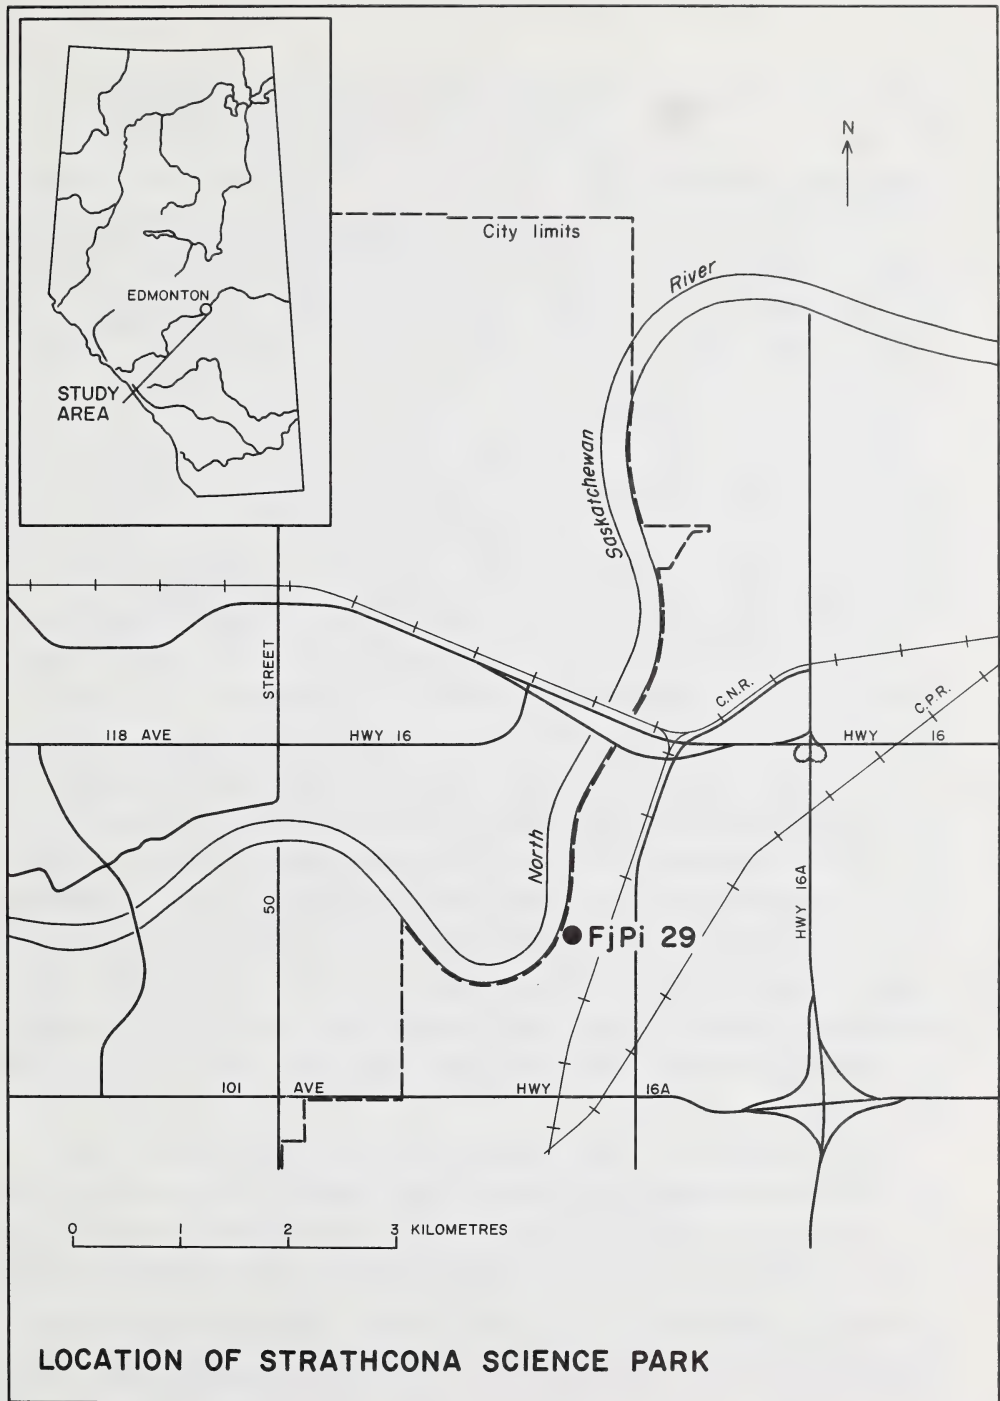 EDMONTON
STUDY
AREA
N
City limits
River
Saskatchewan
STREET
C.N.R.
C.P.R.
118 AVE
HWY 16
HWY 16
North
50
HWY 16A
FjPi 29
101 AVE
HWY 16A
0 1 2 3 KILOMETRES
LOCATION OF STRATHCONA SCIENCE PARK